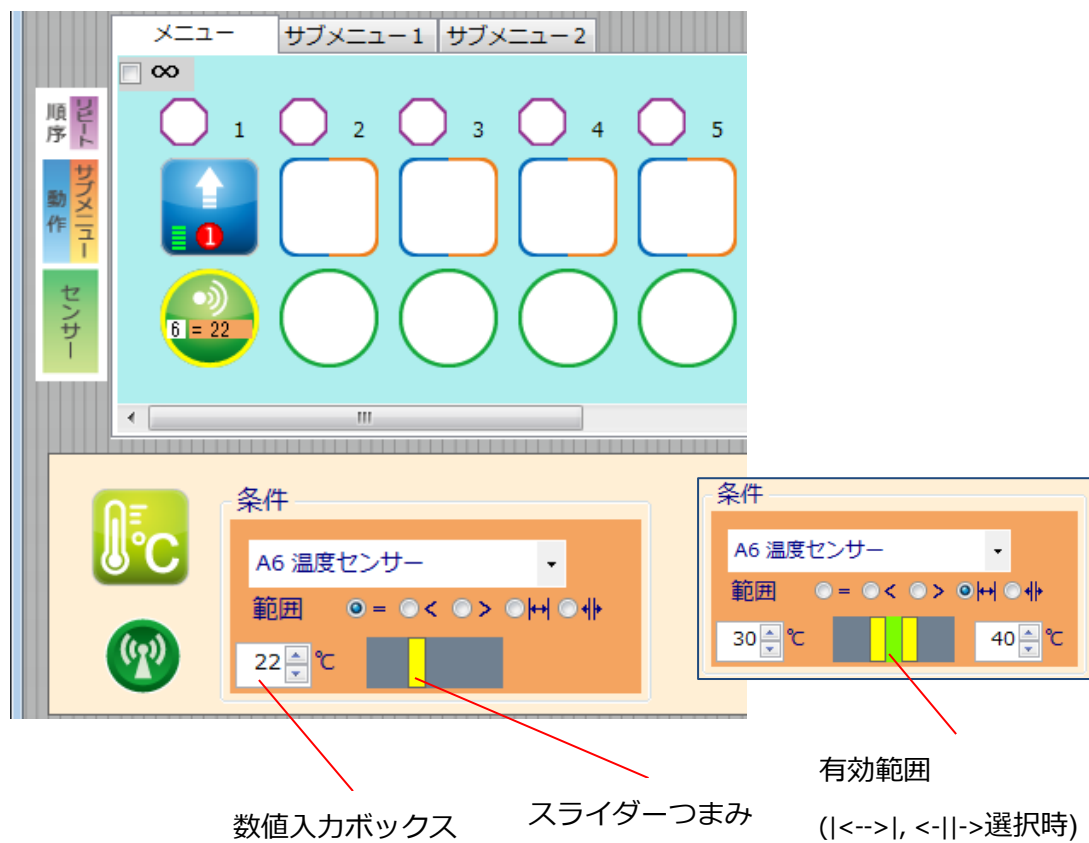 メニュー サブメニュー1 サブメニュー2
∞
順序 リピート
1 2 3 4 5
動作 サブメニュー
1
センサー
6 = 22
°C
条件
A6 温度センサー
範囲 = < > |↔| ◂||▸
22 ℃
条件
A6 温度センサー
範囲 = < > |↔| ◂||▸
30 ℃ 40 ℃
数値入力ボックス
スライダーつまみ
有効範囲
(|<-->|, <-||->選択時)